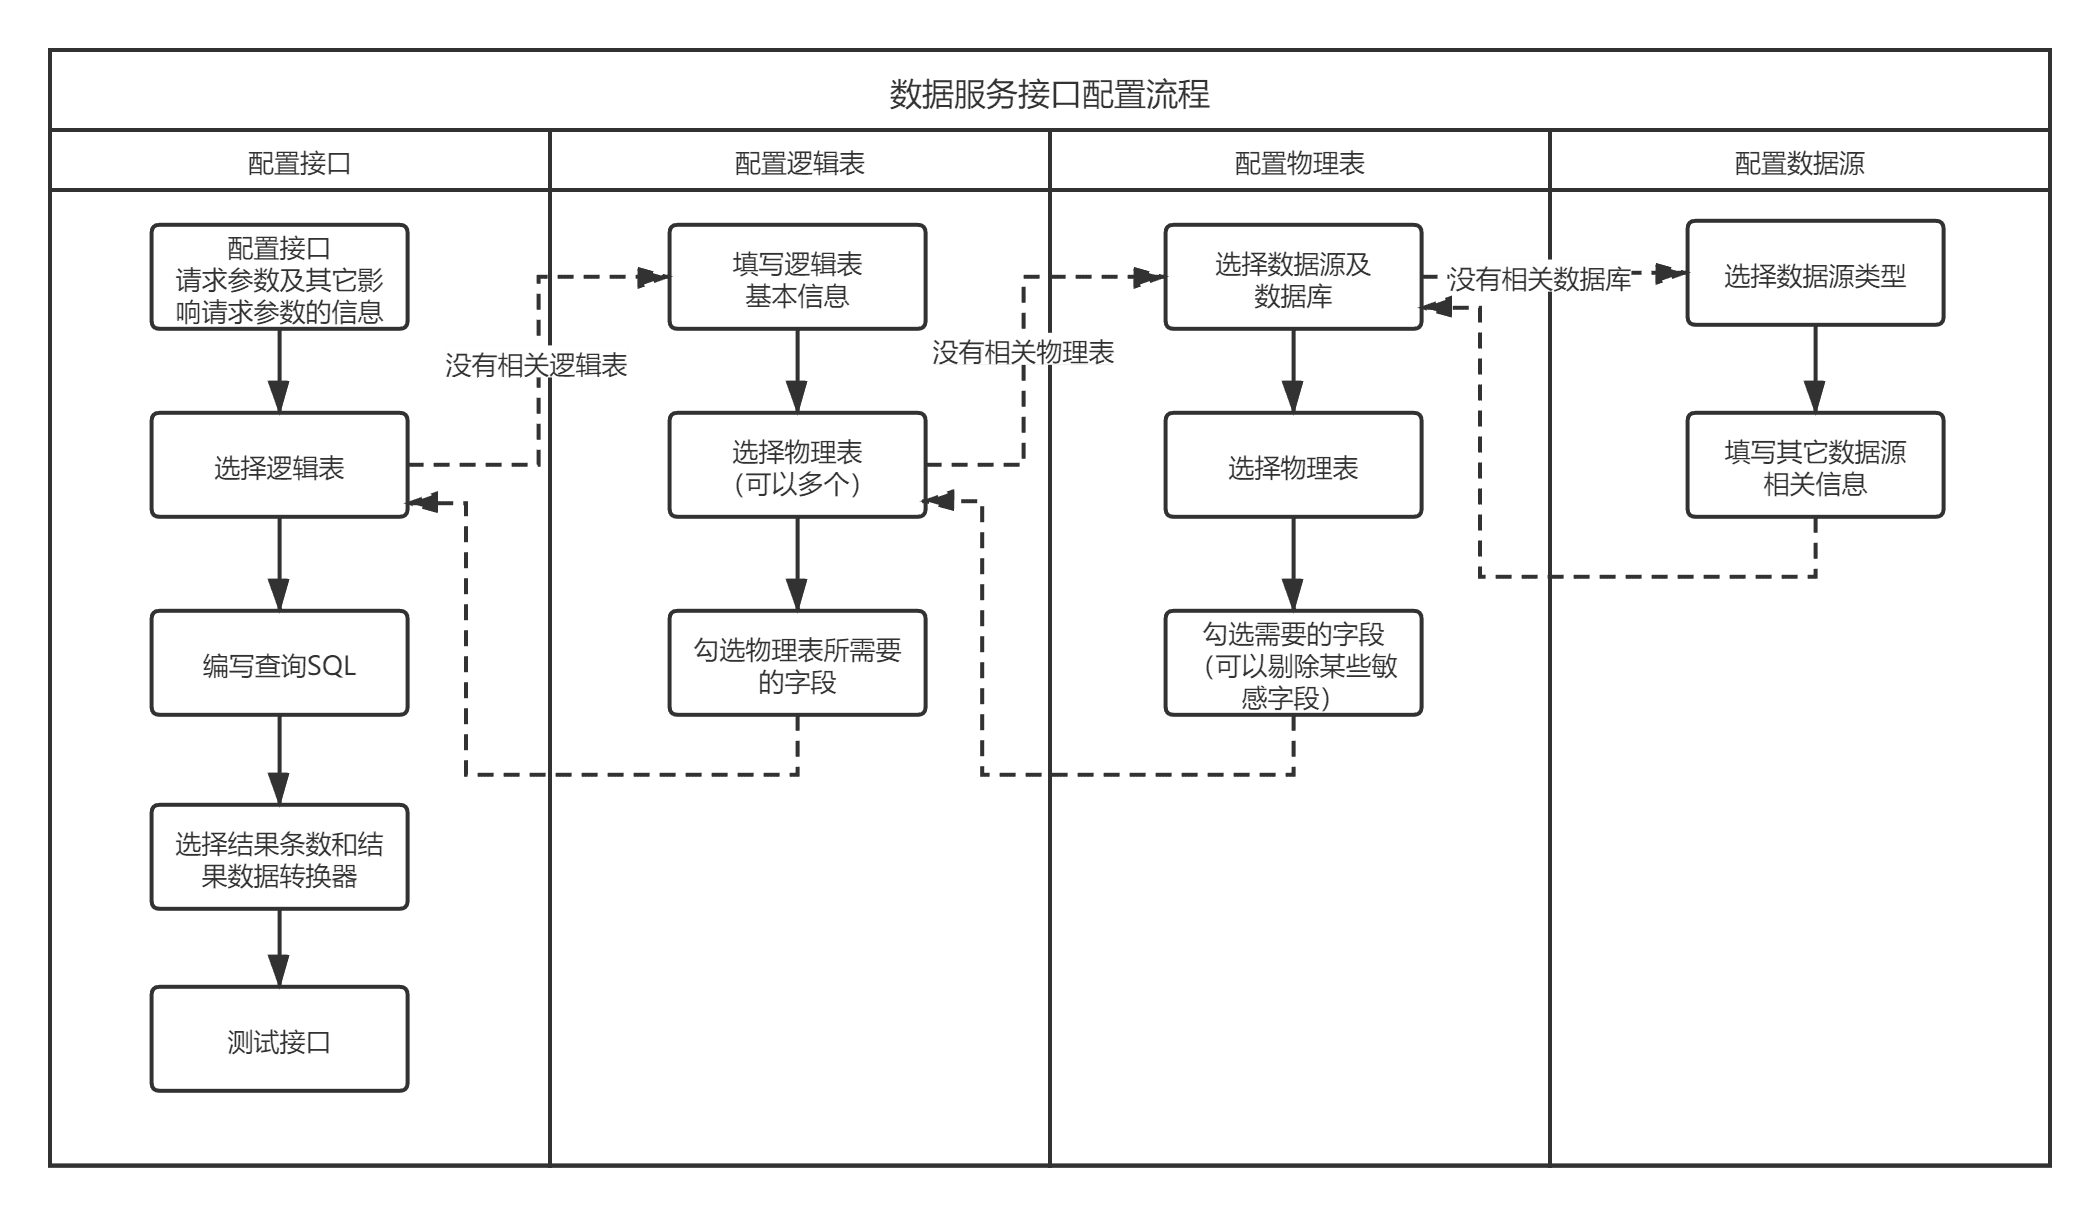 数据服务接口配置流程
配置接口
配置逻辑表
配置物理表
配置数据源
配置接口
请求参数及其它影
响请求参数的信息
选择逻辑表
编写查询SQL
选择结果条数和结
果数据转换器
测试接口
没有相关逻辑表
填写逻辑表
基本信息
选择物理表
（可以多个）
勾选物理表所需要
的字段
没有相关物理表
选择数据源及
数据库
选择物理表
勾选需要的字段
（可以剔除某些敏
感字段）
没有相关数据库
选择数据源类型
填写其它数据源
相关信息